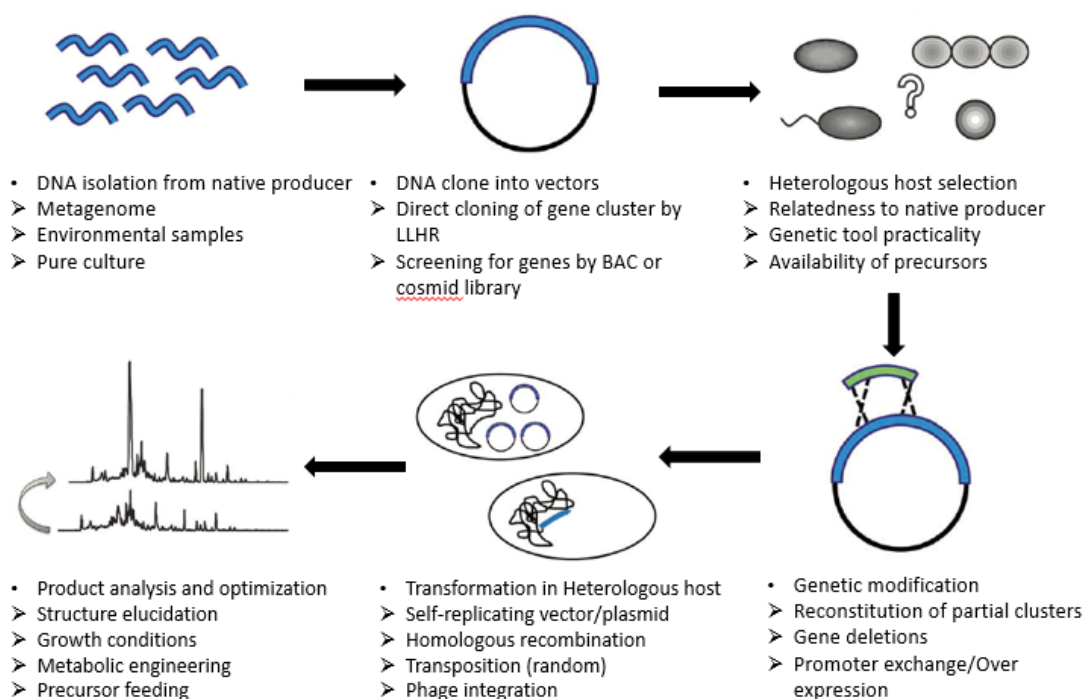 • DNA isolation from native producer
➢ Metagenome
➢ Environmental samples
➢ Pure culture
• DNA clone into vectors
➢ Direct cloning of gene cluster by
LLHR
➢ Screening for genes by BAC or
cosmid library
?
• Heterologous host selection
➢ Relatedness to native producer
➢ Genetic tool practicality
➢ Availability of precursors
• Product analysis and optimization
➢ Structure elucidation
➢ Growth conditions
➢ Metabolic engineering
➢ Precursor feeding
• Transformation in Heterologous host
➢ Self-replicating vector/plasmid
➢ Homologous recombination
➢ Transposition (random)
➢ Phage integration
• Genetic modification
➢ Reconstitution of partial clusters
➢ Gene deletions
➢ Promoter exchange/Over
expression